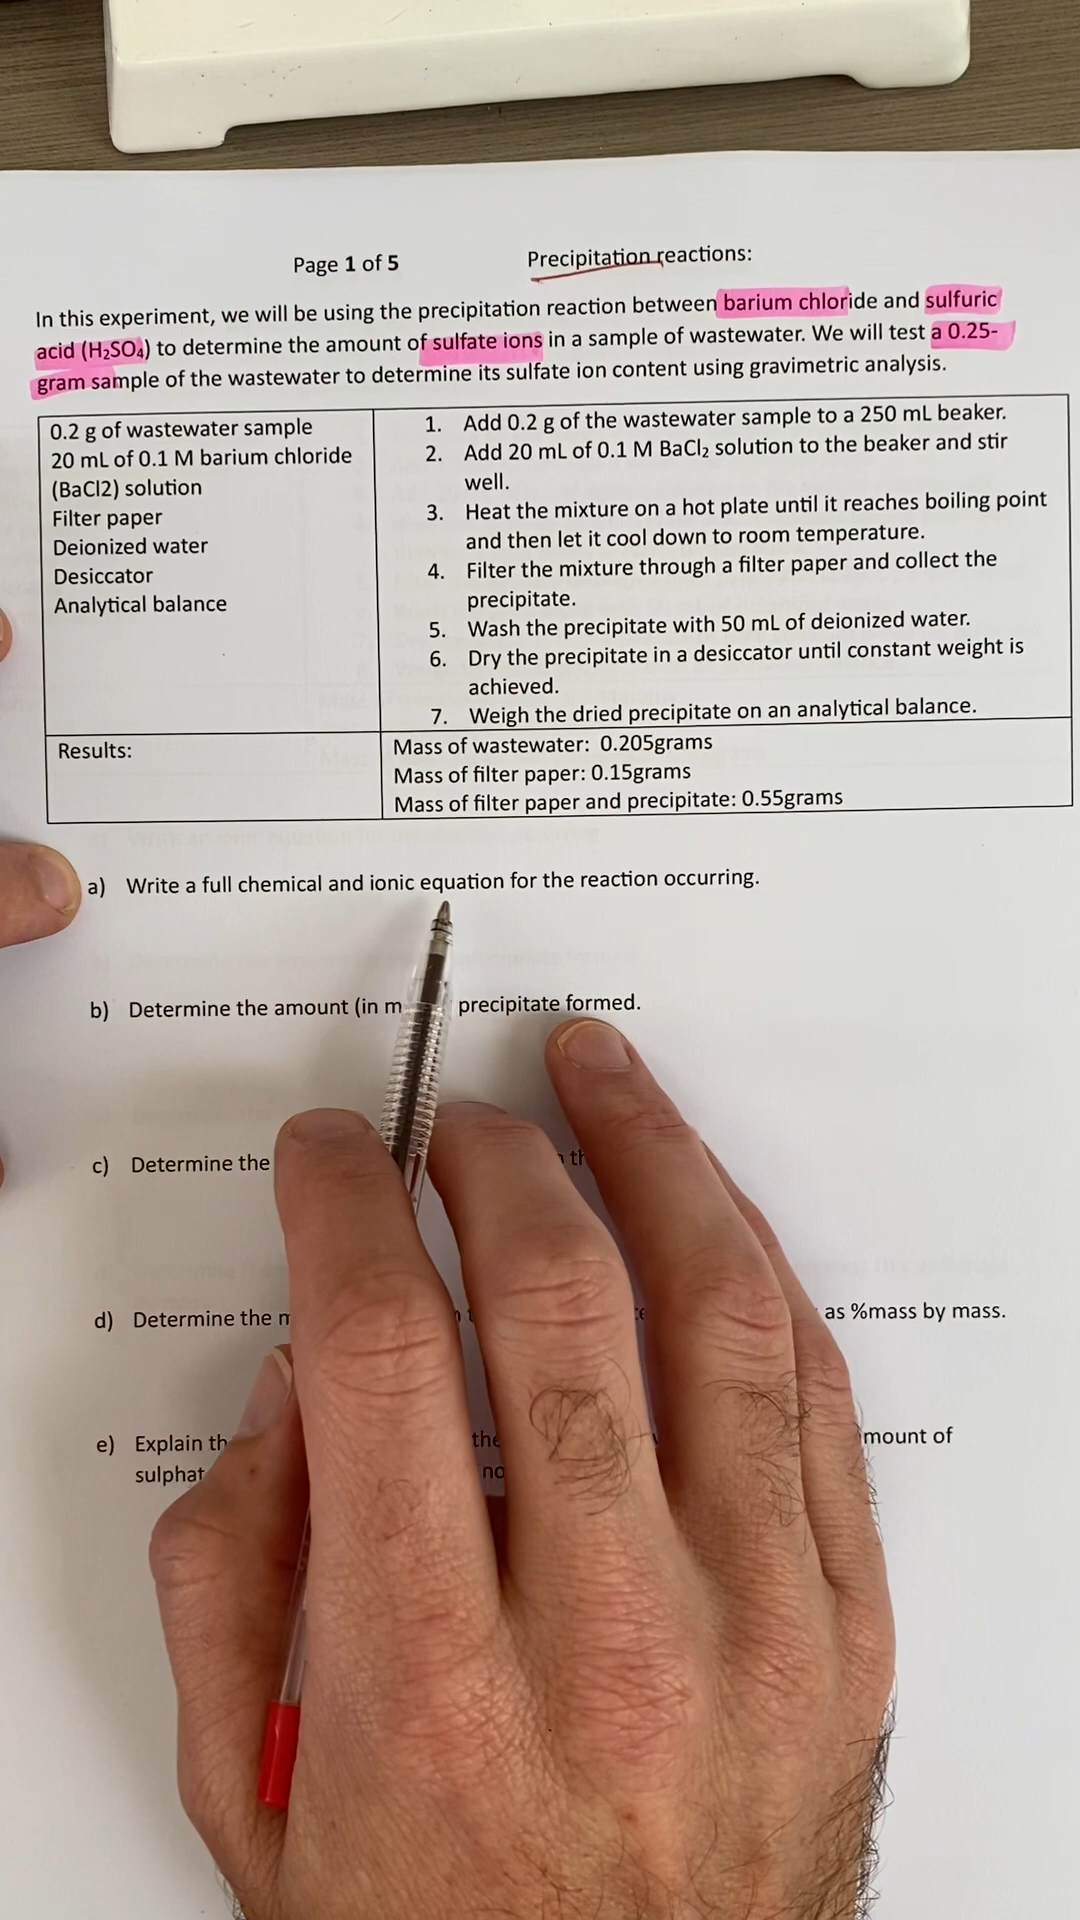 Page 1 of 5 Precipitation reactions:
In this experiment, we will be using the precipitation reaction between barium chloride and sulfuric
acid (H₂SO₄) to determine the amount of sulfate ions in a sample of wastewater. We will test a 0.25-
gram sample of the wastewater to determine its sulfate ion content using gravimetric analysis.
0.2 g of wastewater sample
20 mL of 0.1 M barium chloride
(BaCl2) solution
Filter paper
Deionized water
Desiccator
Analytical balance
1. Add 0.2 g of the wastewater sample to a 250 mL beaker.
2. Add 20 mL of 0.1 M BaCl₂ solution to the beaker and stir
well.
3. Heat the mixture on a hot plate until it reaches boiling point
and then let it cool down to room temperature.
4. Filter the mixture through a filter paper and collect the
precipitate.
5. Wash the precipitate with 50 mL of deionized water.
6. Dry the precipitate in a desiccator until constant weight is
achieved.
7. Weigh the dried precipitate on an analytical balance.
Results:
Mass of wastewater: 0.205grams
Mass of filter paper: 0.15grams
Mass of filter paper and precipitate: 0.55grams
a) Write a full chemical and ionic equation for the reaction occurring.
b) Determine the amount (in m precipitate formed.
c) Determine the
d) Determine the as %mass by mass.
e) Explain the of